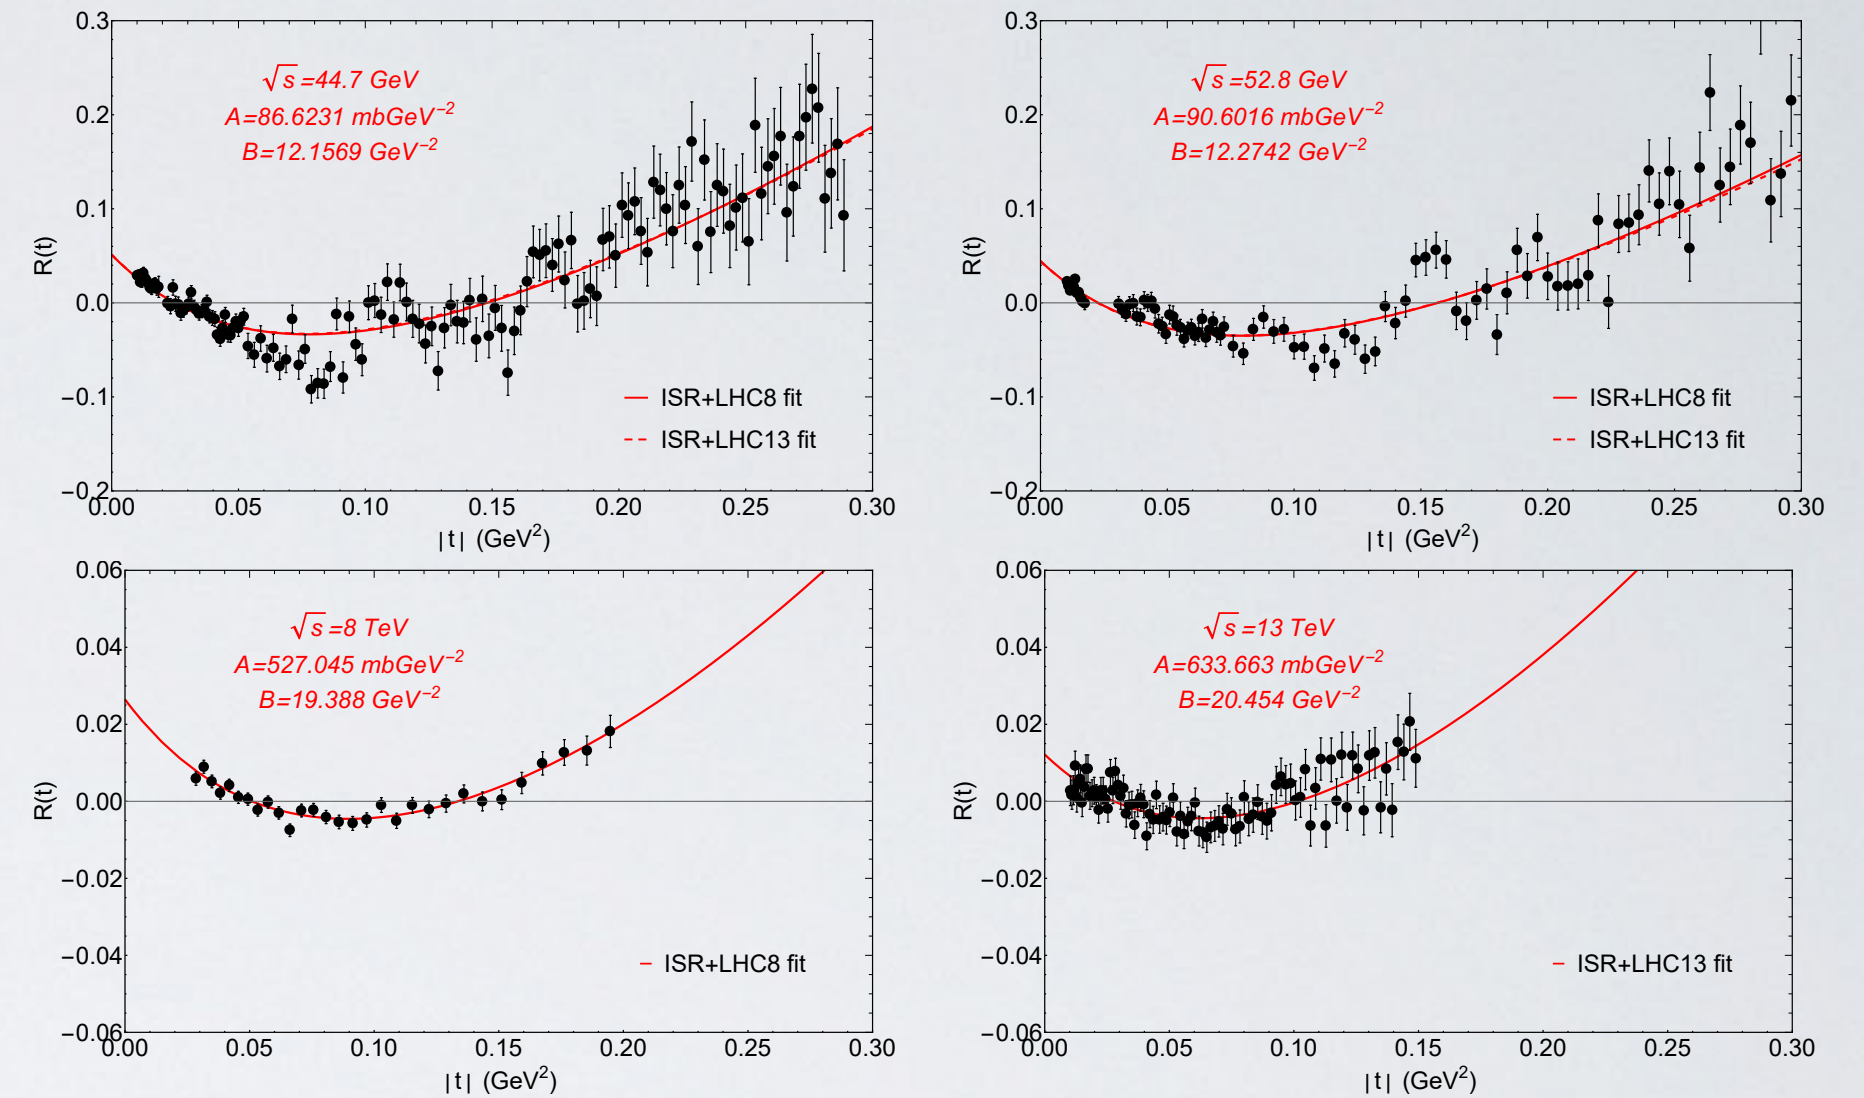 √s=44.7 GeV
A=86.6231 mbGeV⁻²
B=12.1569 GeV⁻²
0.3
0.2
0.1
0.0
−0.1
−0.2
R(t)
ISR+LHC8 fit
ISR+LHC13 fit
0.00 0.05 0.10 0.15 0.20 0.25 0.30
|t| (GeV²)
√s=52.8 GeV
A=90.6016 mbGeV⁻²
B=12.2742 GeV⁻²
0.3
0.2
0.1
0.0
−0.1
−0.2
R(t)
ISR+LHC8 fit
ISR+LHC13 fit
0.00 0.05 0.10 0.15 0.20 0.25 0.30
|t| (GeV²)
√s=8 TeV
A=527.045 mbGeV⁻²
B=19.388 GeV⁻²
0.06
0.04
0.02
0.00
−0.02
−0.04
−0.06
R(t)
ISR+LHC8 fit
0.00 0.05 0.10 0.15 0.20 0.25 0.30
|t| (GeV²)
√s=13 TeV
A=633.663 mbGeV⁻²
B=20.454 GeV⁻²
0.06
0.04
0.02
0.00
−0.02
−0.04
−0.06
R(t)
ISR+LHC13 fit
0.00 0.05 0.10 0.15 0.20 0.25 0.30
|t| (GeV²)